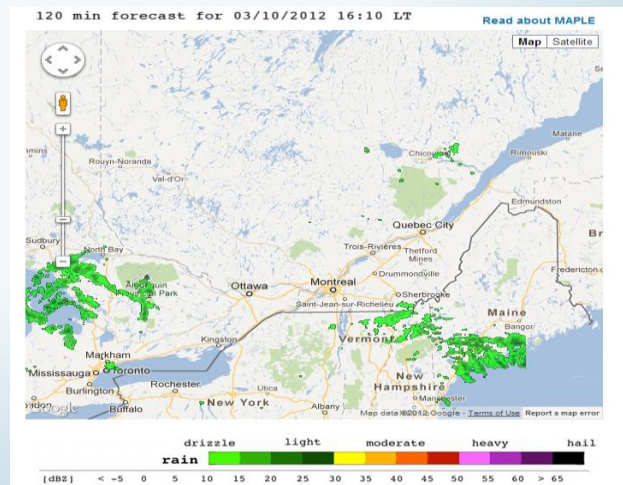 120 min forecast for 03/10/2012 16:10 LT
Read about MAPLE
Map
Satellite
Matane
Rimouski
Chicou
Rouyn-Noranda
Val-d'Or
Edmundston
Quebec City
Sudbury
North Bay
Trois-Rivières
Thetford
Mines
Fredericton
Drummondville
Ottawa
Montreal
Sherbrooke
Saint-Jean-sur-Richelieu
Maine
Bangor
Kingston
Vermont
Markham
Mississauga
Toronto
Burlington
Rochester
Utica
New
Hampshire
Manchester
New York
Albany
Buffalo
Google
Map data ©2012 Google - Terms of Use
Report a map error
drizzle light moderate heavy hail
rain
[dBZ] < -5 0 5 10 15 20 25 30 35 40 45 50 55 60 > 65